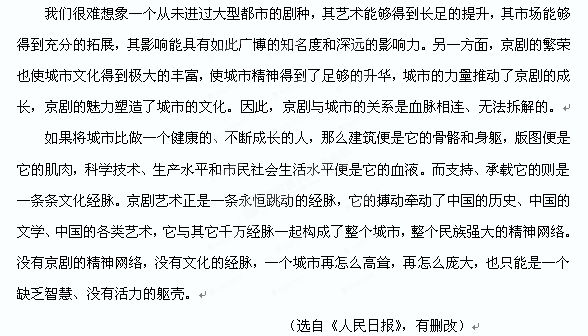 我们很难想象一个从未进过大型都市的剧种，其艺术能够得到长足的提升，其市场能够
得到充分的拓展，其影响能具有如此广博的知名度和深远的影响力。另一方面，京剧的繁荣
也使城市文化得到极大的丰富，使城市精神得到了足够的升华，城市的力量推动了京剧的成
长，京剧的魅力塑造了城市的文化。因此，京剧与城市的关系是血脉相连、无法拆解的。
如果将城市比做一个健康的、不断成长的人，那么建筑便是它的骨骼和身躯，版图便是
它的肌肉，科学技术、生产水平和市民社会生活水平便是它的血液。而支持、承载它的则是
一条条文化经脉。京剧艺术正是一条永恒跳动的经脉，它的搏动牵动了中国的历史、中国的
文学、中国的各类艺术，它与其它千万经脉一起构成了整个城市，整个民族强大的精神网络。
没有京剧的精神网络，没有文化的经脉，一个城市再怎么高耸，再怎么庞大，也只能是一个
缺乏智慧、没有活力的躯壳。
（选自《人民日报》，有删改）